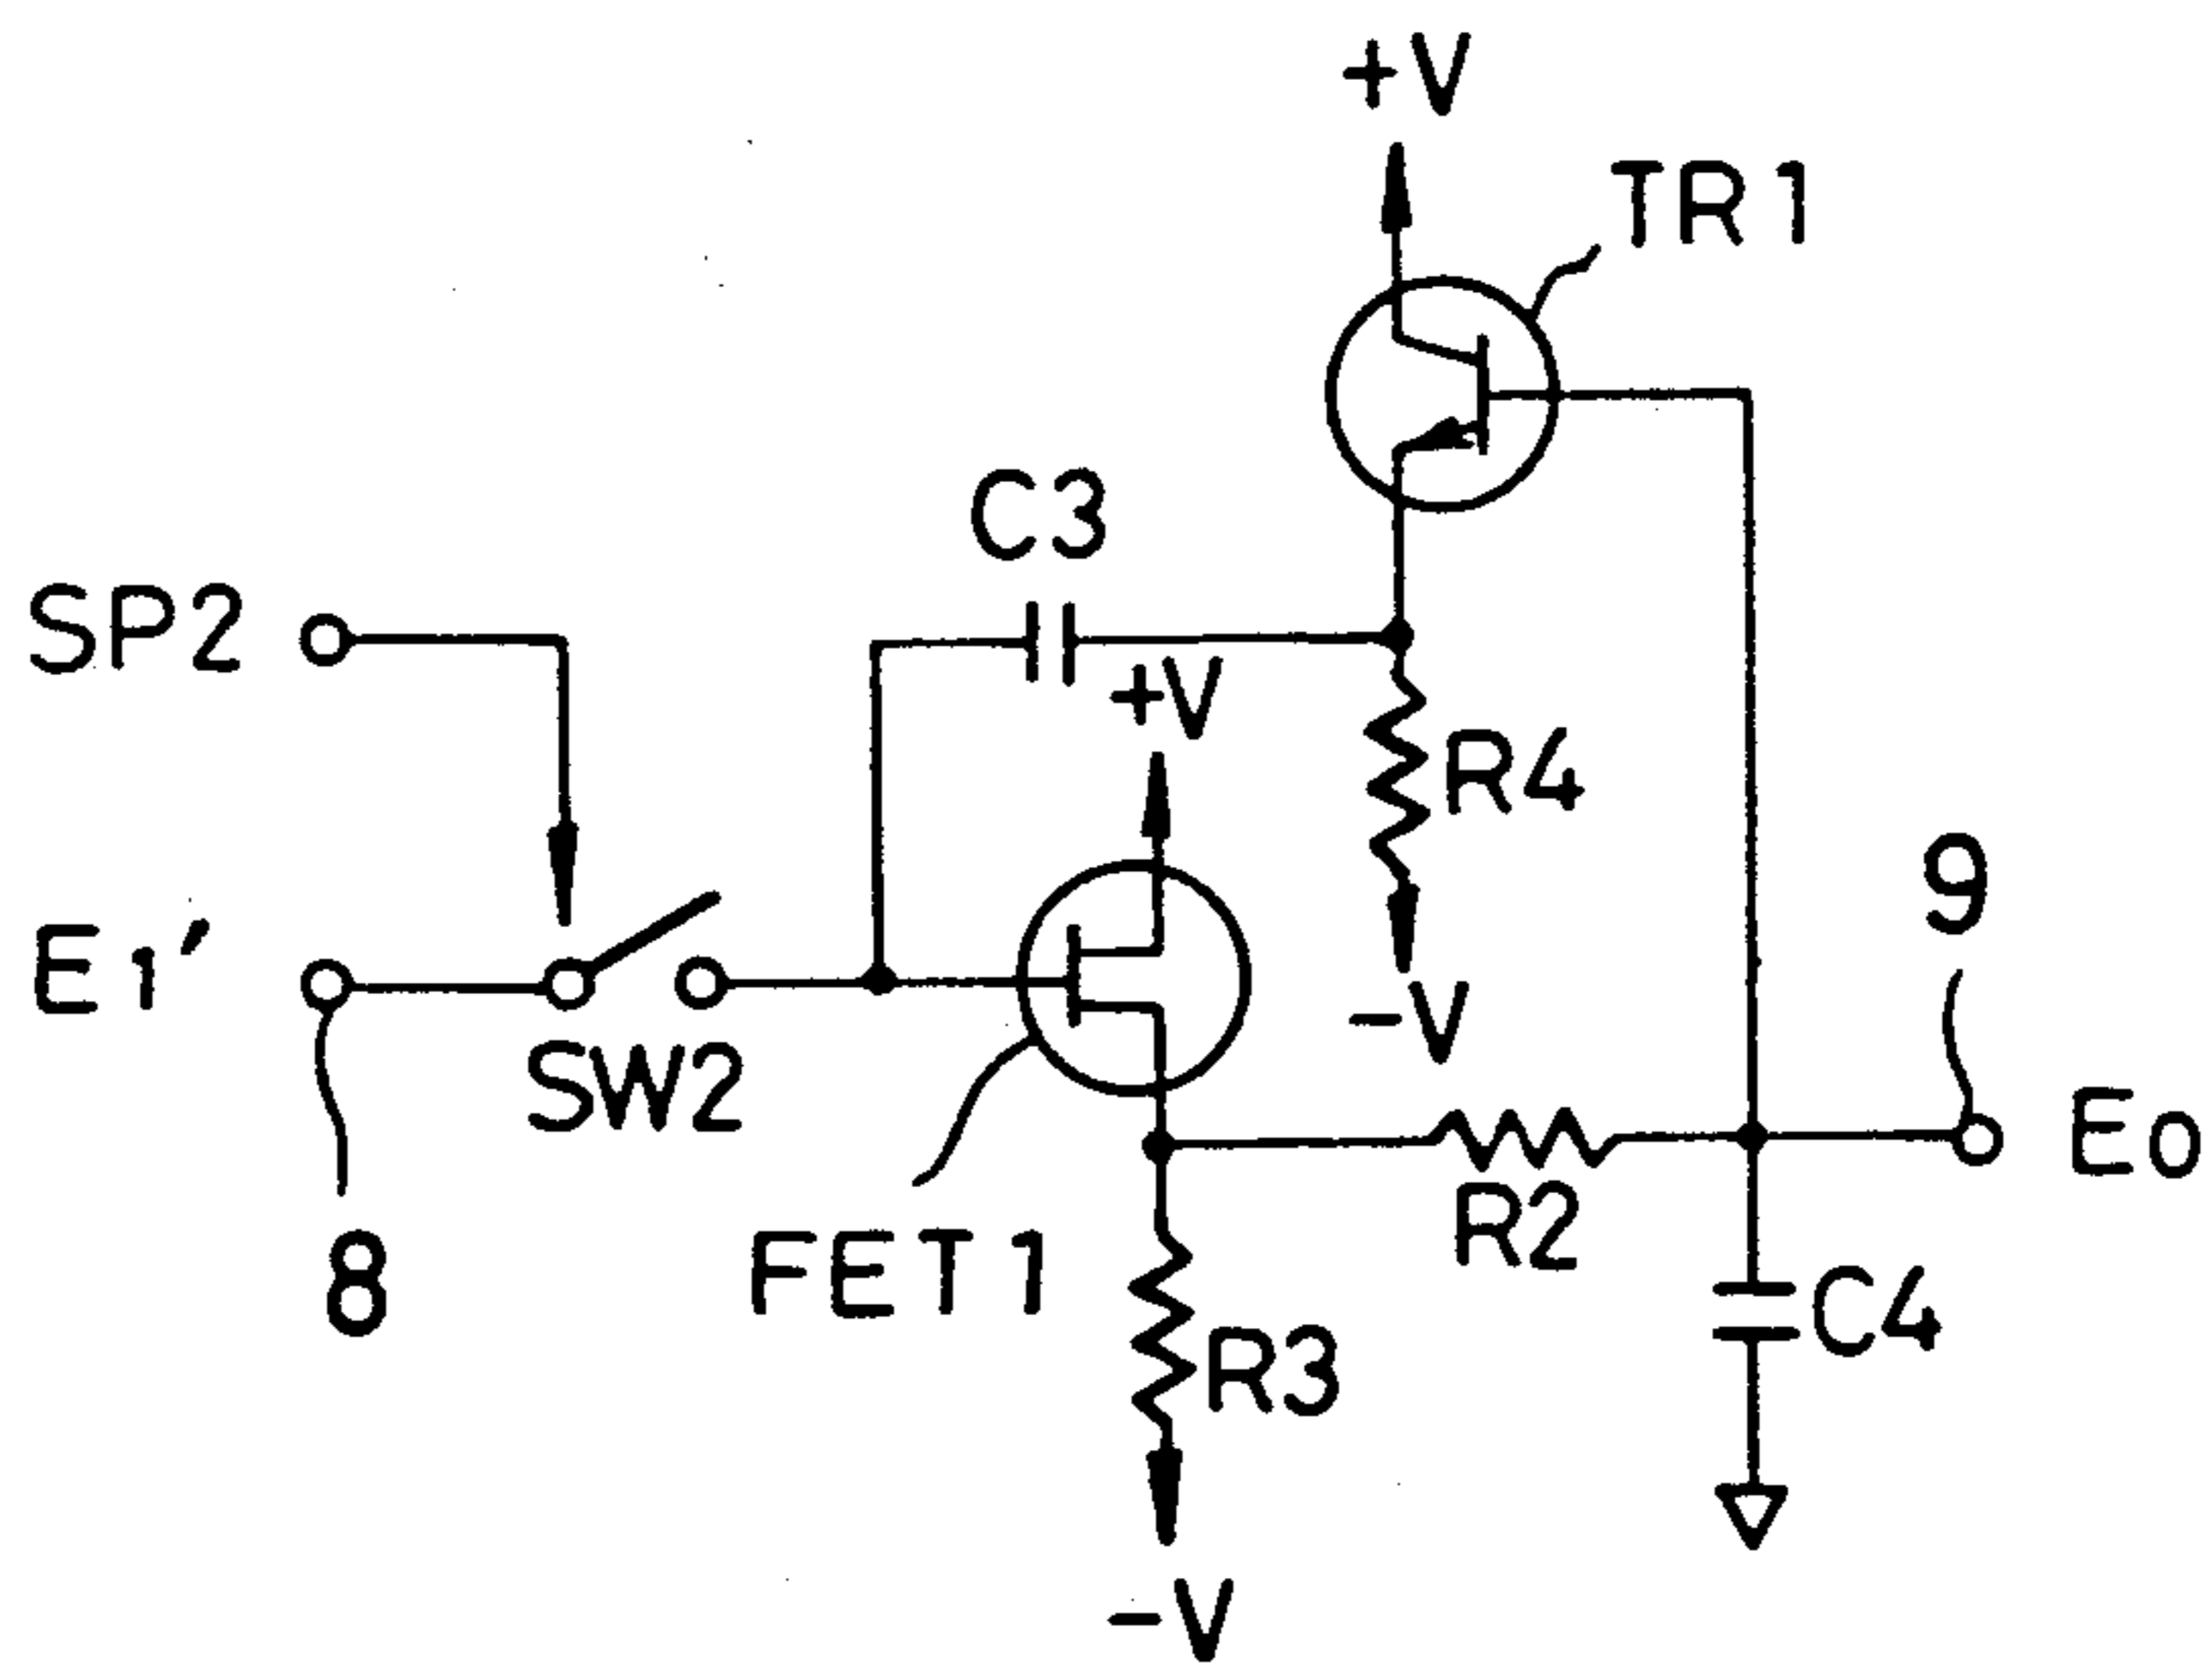 +V
TR1
C3
SP2
+V
R4
9
E1′
-V
SW2
Eo
R2
FET1
8
C4
R3
-V